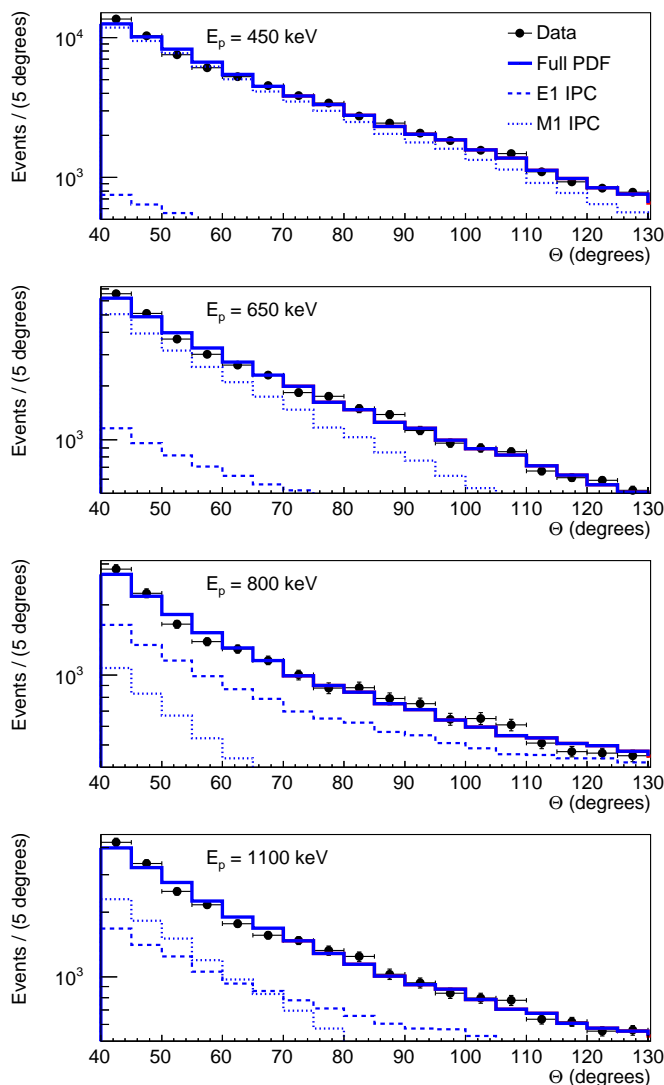 Events / (5 degrees)
10⁴
10³
E_p = 450 keV
Data
Full PDF
E1 IPC
M1 IPC
40 50 60 70 80 90 100 110 120 130
Θ (degrees)
Events / (5 degrees)
10³
E_p = 650 keV
40 50 60 70 80 90 100 110 120 130
Θ (degrees)
Events / (5 degrees)
10³
E_p = 800 keV
40 50 60 70 80 90 100 110 120 130
Θ (degrees)
Events / (5 degrees)
10³
E_p = 1100 keV
40 50 60 70 80 90 100 110 120 130
Θ (degrees)